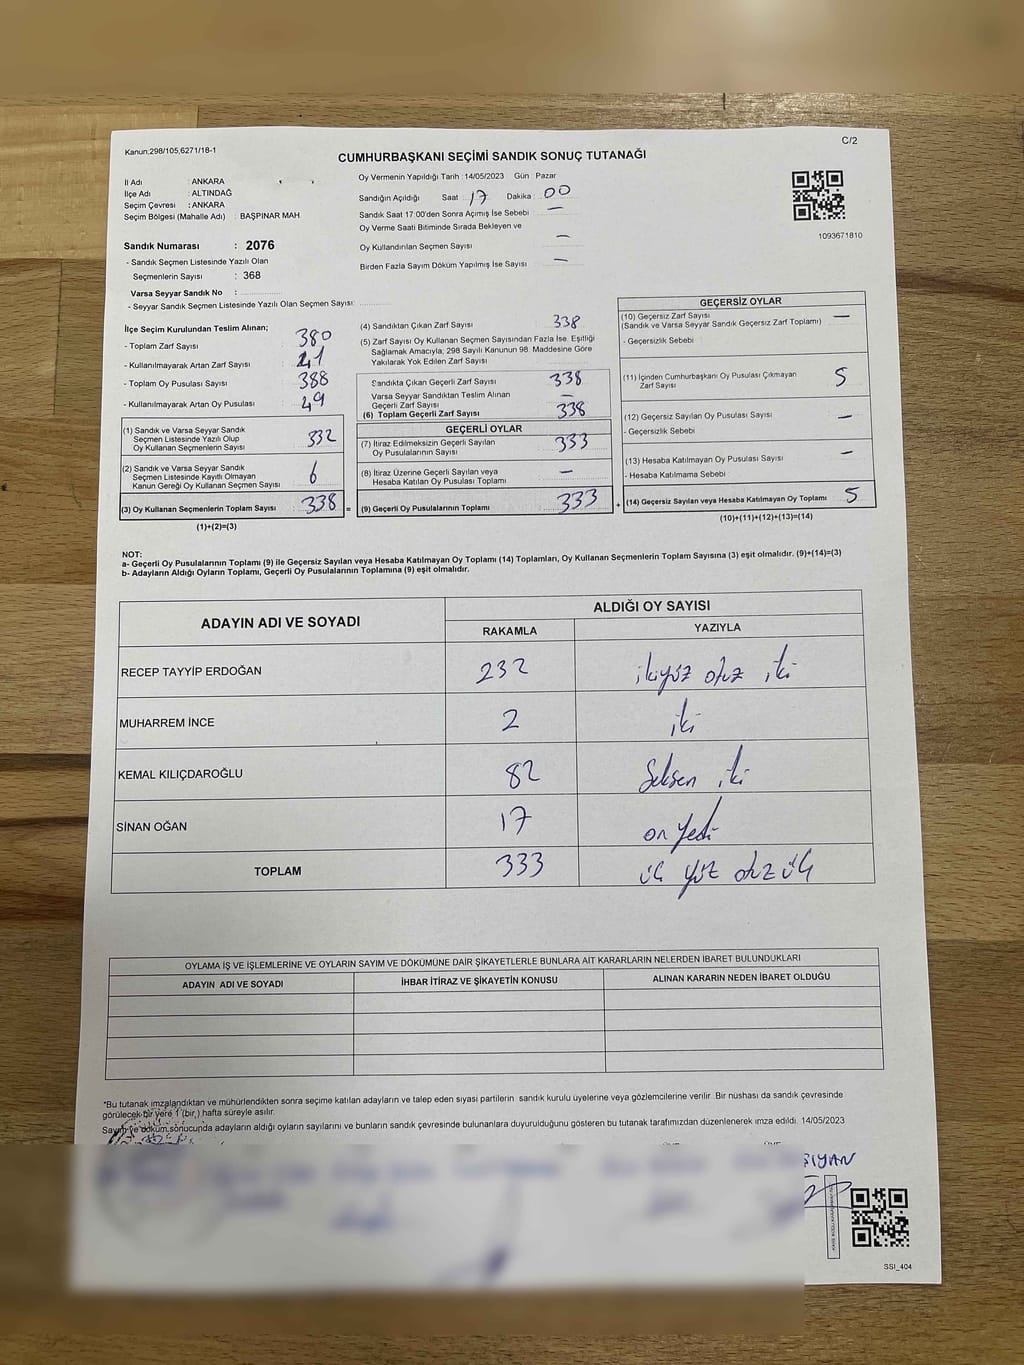 Kanun;298/105,6271/18-1
C/2
CUMHURBAŞKANI SEÇİMİ SANDIK SONUÇ TUTANAĞI
İl Adı : ANKARA
İlçe Adı : ALTINDAĞ
Seçim Çevresi : ANKARA
Seçim Bölgesi (Mahalle Adı) : BAŞPINAR MAH
Sandık Numarası : 2076
- Sandık Seçmen Listesinde Yazılı Olan
Seçmenlerin Sayısı : 368
Varsa Seyyar Sandık No :
- Seyyar Sandık Seçmen Listesinde Yazılı Olan Seçmen Sayısı:
Oy Vermenin Yapıldığı Tarih :14/05/2023 Gün Pazar
Sandığın Açıldığı Saat 17 Dakika 00
Sandık Saat 17:00'den Sonra Açımış İse Sebebi —
Oy Verme Saati Bitiminde Sırada Bekleyen ve
Oy Kullandırılan Seçmen Sayısı —
Birden Fazla Sayım Döküm Yapılmış İse Sayısı —
1093671810
İlçe Seçim Kurulundan Teslim Alınan;
- Toplam Zarf Sayısı 380
- Kullanılmayarak Artan Zarf Sayısı 41
- Toplam Oy Pusulası Sayısı 388
- Kullanılmayarak Artan Oy Pusulası 49
(1) Sandık ve Varsa Seyyar Sandık
Seçmen Listesinde Yazılı Olup
Oy Kullanan Seçmenlerin Sayısı 332
(2) Sandık ve Varsa Seyyar Sandık
Seçmen Listesinde Kayıtlı Olmayan
Kanun Gereği Oy Kullanan Seçmen Sayısı 6
(3) Oy Kullanan Seçmenlerin Toplam Sayısı 338 =
(1)+(2)=(3)
(4) Sandıktan Çıkan Zarf Sayısı 338
(5) Zarf Sayısı Oy Kullanan Seçmen Sayısından Fazla İse, Eşitliği
Sağlamak Amacıyla; 298 Sayılı Kanunun 98. Maddesine Göre
Yakılarak Yok Edilen Zarf Sayısı
Sandıkta Çıkan Geçerli Zarf Sayısı 338
Varsa Seyyar Sandıktan Teslim Alınan
Geçerli Zarf Sayısı —
(6) Toplam Geçerli Zarf Sayısı 338
GEÇERLİ OYLAR
(7) İtiraz Edilmeksizin Geçerli Sayılan
Oy Pusulalarının Sayısı 333
(8) İtiraz Üzerine Geçerli Sayılan veya
Hesaba Katılan Oy Pusulası Toplamı —
(9) Geçerli Oy Pusulalarının Toplamı 333 +
GEÇERSİZ OYLAR
(10) Geçersiz Zarf Sayısı —
(Sandık ve Varsa Seyyar Sandık Geçersiz Zarf Toplamı)
- Geçersizlik Sebebi
(11) İçinden Cumhurbaşkanı Oy Pusulası Çıkmayan
Zarf Sayısı 5
(12) Geçersiz Sayılan Oy Pusulası Sayısı —
- Geçersizlik Sebebi
(13) Hesaba Katılmayan Oy Pusulası Sayısı —
- Hesaba Katılmama Sebebi
(14) Geçersiz Sayılan veya Hesaba Katılmayan Oy Toplamı 5
(10)+(11)+(12)+(13)=(14)
NOT:
a- Geçerli Oy Pusulalarının Toplamı (9) ile Geçersiz Sayılan veya Hesaba Katılmayan Oy Toplamı (14) Toplamları, Oy Kullanan Seçmenlerin Toplam Sayısına (3) eşit olmalıdır. (9)+(14)=(3)
b- Adayların Aldığı Oyların Toplamı, Geçerli Oy Pusulalarının Toplamına (9) eşit olmalıdır.
ADAYIN ADI VE SOYADI ALDIĞI OY SAYISI
RAKAMLA YAZIYLA
RECEP TAYYİP ERDOĞAN 232 ikiyüz otuz iki
MUHARREM İNCE 2 iki
KEMAL KILIÇDAROĞLU 82 Seksen iki
SİNAN OĞAN 17 on yedi
TOPLAM 333 üç yüz otuz üç
OYLAMA İŞ VE İŞLEMLERİNE VE OYLARIN SAYIM VE DÖKÜMÜNE DAİR ŞİKAYETLERLE BUNLARA AİT KARARLARIN NELERDEN İBARET BULUNDUKLARI
ADAYIN ADI VE SOYADI İHBAR İTİRAZ VE ŞİKAYETİN KONUSU ALINAN KARARIN NEDEN İBARET OLDUĞU
*Bu tutanak imzalandıktan ve mühürlendikten sonra seçime katılan adayların ve talep eden siyasi partilerin sandık kurulu üyelerine veya gözlemcilerine verilir. Bir nüshası da sandık çevresinde
görülecek bir yere 1 (bir,) hafta süreyle asılır.
Sayım ve döküm sonucunda adayların aldığı oyların sayılarını ve bunların sandık çevresinde bulunanlara duyurulduğunu gösteren bu tutanak tarafımızdan düzenlenerek imza edildi. 14/05/2023
SSI_404